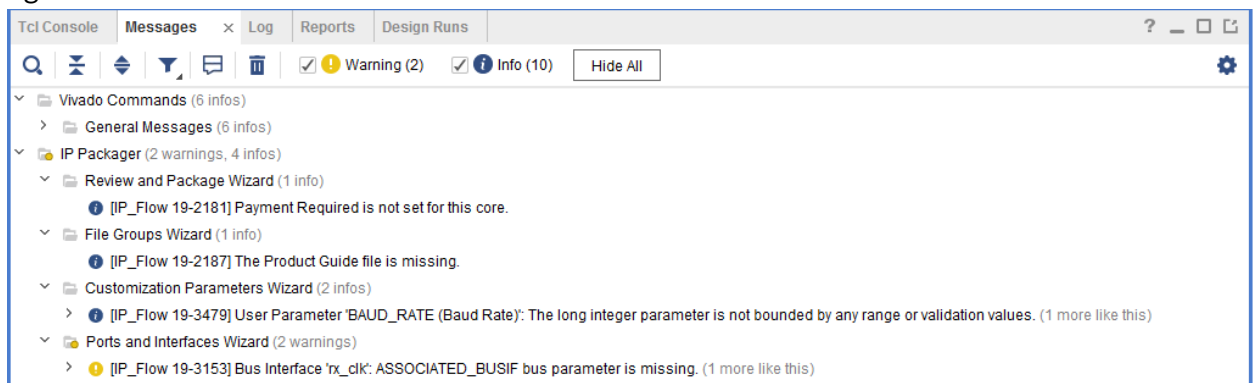 Tcl Console Messages × Log Reports Design Runs ?
Warning (2) Info (10) Hide All
Vivado Commands (6 infos)
General Messages (6 infos)
IP Packager (2 warnings, 4 infos)
Review and Package Wizard (1 info)
[IP_Flow 19-2181] Payment Required is not set for this core.
File Groups Wizard (1 info)
[IP_Flow 19-2187] The Product Guide file is missing.
Customization Parameters Wizard (2 infos)
[IP_Flow 19-3479] User Parameter 'BAUD_RATE (Baud Rate)': The long integer parameter is not bounded by any range or validation values. (1 more like this)
Ports and Interfaces Wizard (2 warnings)
[IP_Flow 19-3153] Bus Interface 'rx_clk': ASSOCIATED_BUSIF bus parameter is missing. (1 more like this)